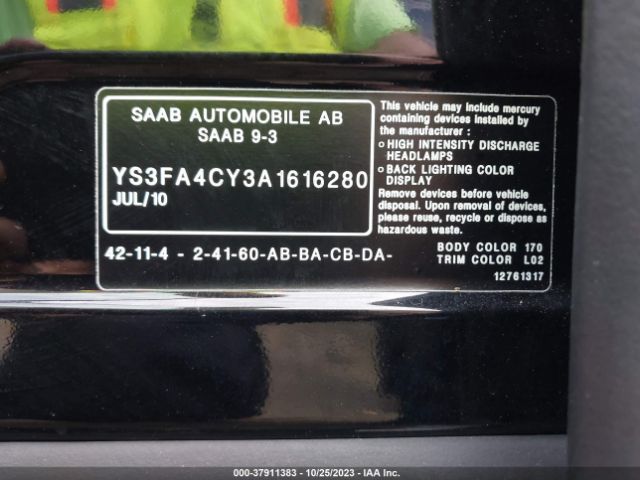 SAAB AUTOMOBILE AB
SAAB 9-3
YS3FA4CY3A1616280
JUL/10
42-11-4 - 2-41-60-AB-BA-CB-DA-
This vehicle may include mercury
containing devices installed by
the manufacturer :
o HIGH INTENSITY DISCHARGE
HEADLAMPS
o BACK LIGHTING COLOR
DISPLAY
Remove devices before vehicle
disposal. Upon removal of devices,
please reuse, recycle or dispose as
hazardous waste.
BODY COLOR 170
TRIM COLOR L02
12761317
000-37911383 - 10/25/2023 - IAA Inc.